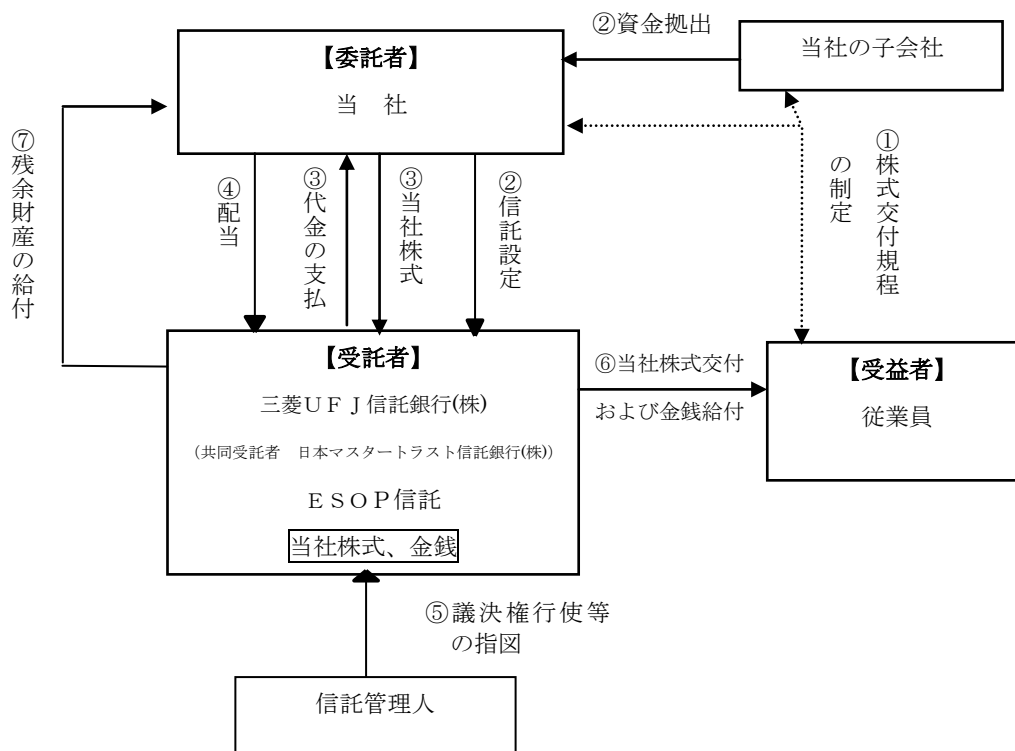 ②資金拠出
当社の子会社
【委託者】
当　社
⑦残余財産の給付
④配当
③代金の支払
③当社株式
②信託設定
①株式交付規程
の制定
【受託者】
三菱ＵＦＪ信託銀行(株)
(共同受託者　日本マスタートラスト信託銀行(株))
ＥＳＯＰ信託
当社株式、金銭
⑥当社株式交付
および金銭給付
【受益者】
従業員
⑤議決権行使等
の指図
信託管理人